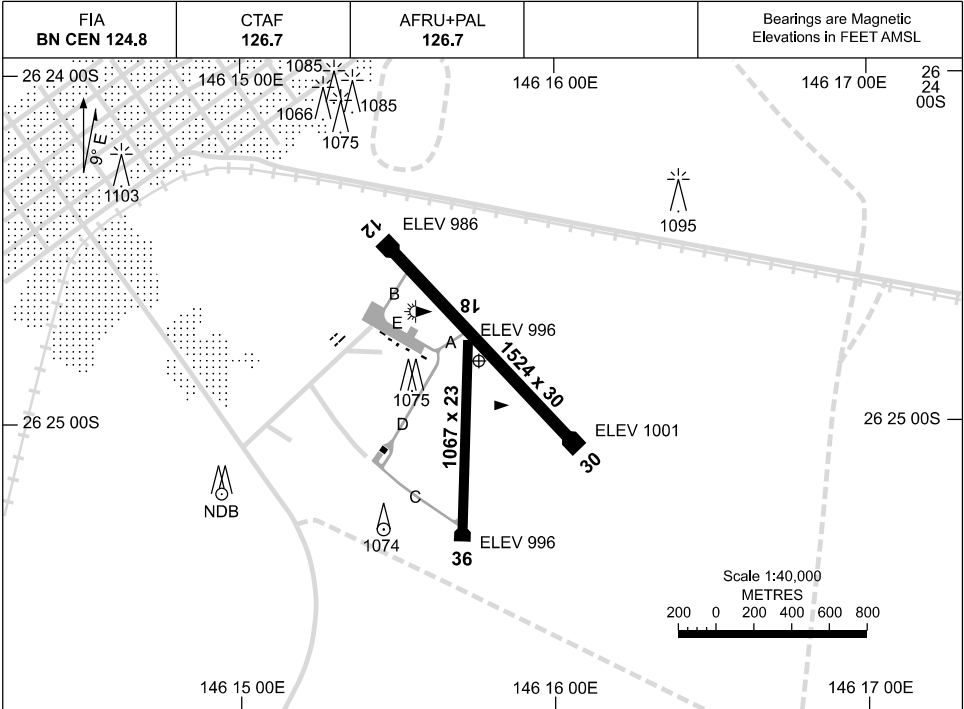 FIA
BN CEN 124.8
CTAF
126.7
AFRU+PAL
126.7
Bearings are Magnetic
Elevations in FEET AMSL
26 24 00S
146 15 00E
146 16 00E
146 17 00E
26
24
00S
1085
1066
1085
1075
9° E
1103
1095
12
ELEV 986
B
E
18
A
ELEV 996
1524 x 30
1075
1067 x 23
D
26 25 00S
26 25 00S
ELEV 1001
30
C
NDB
1074
ELEV 996
36
Scale 1:40,000
METRES
200 0 200 400 600 800
146 15 00E
146 16 00E
146 17 00E